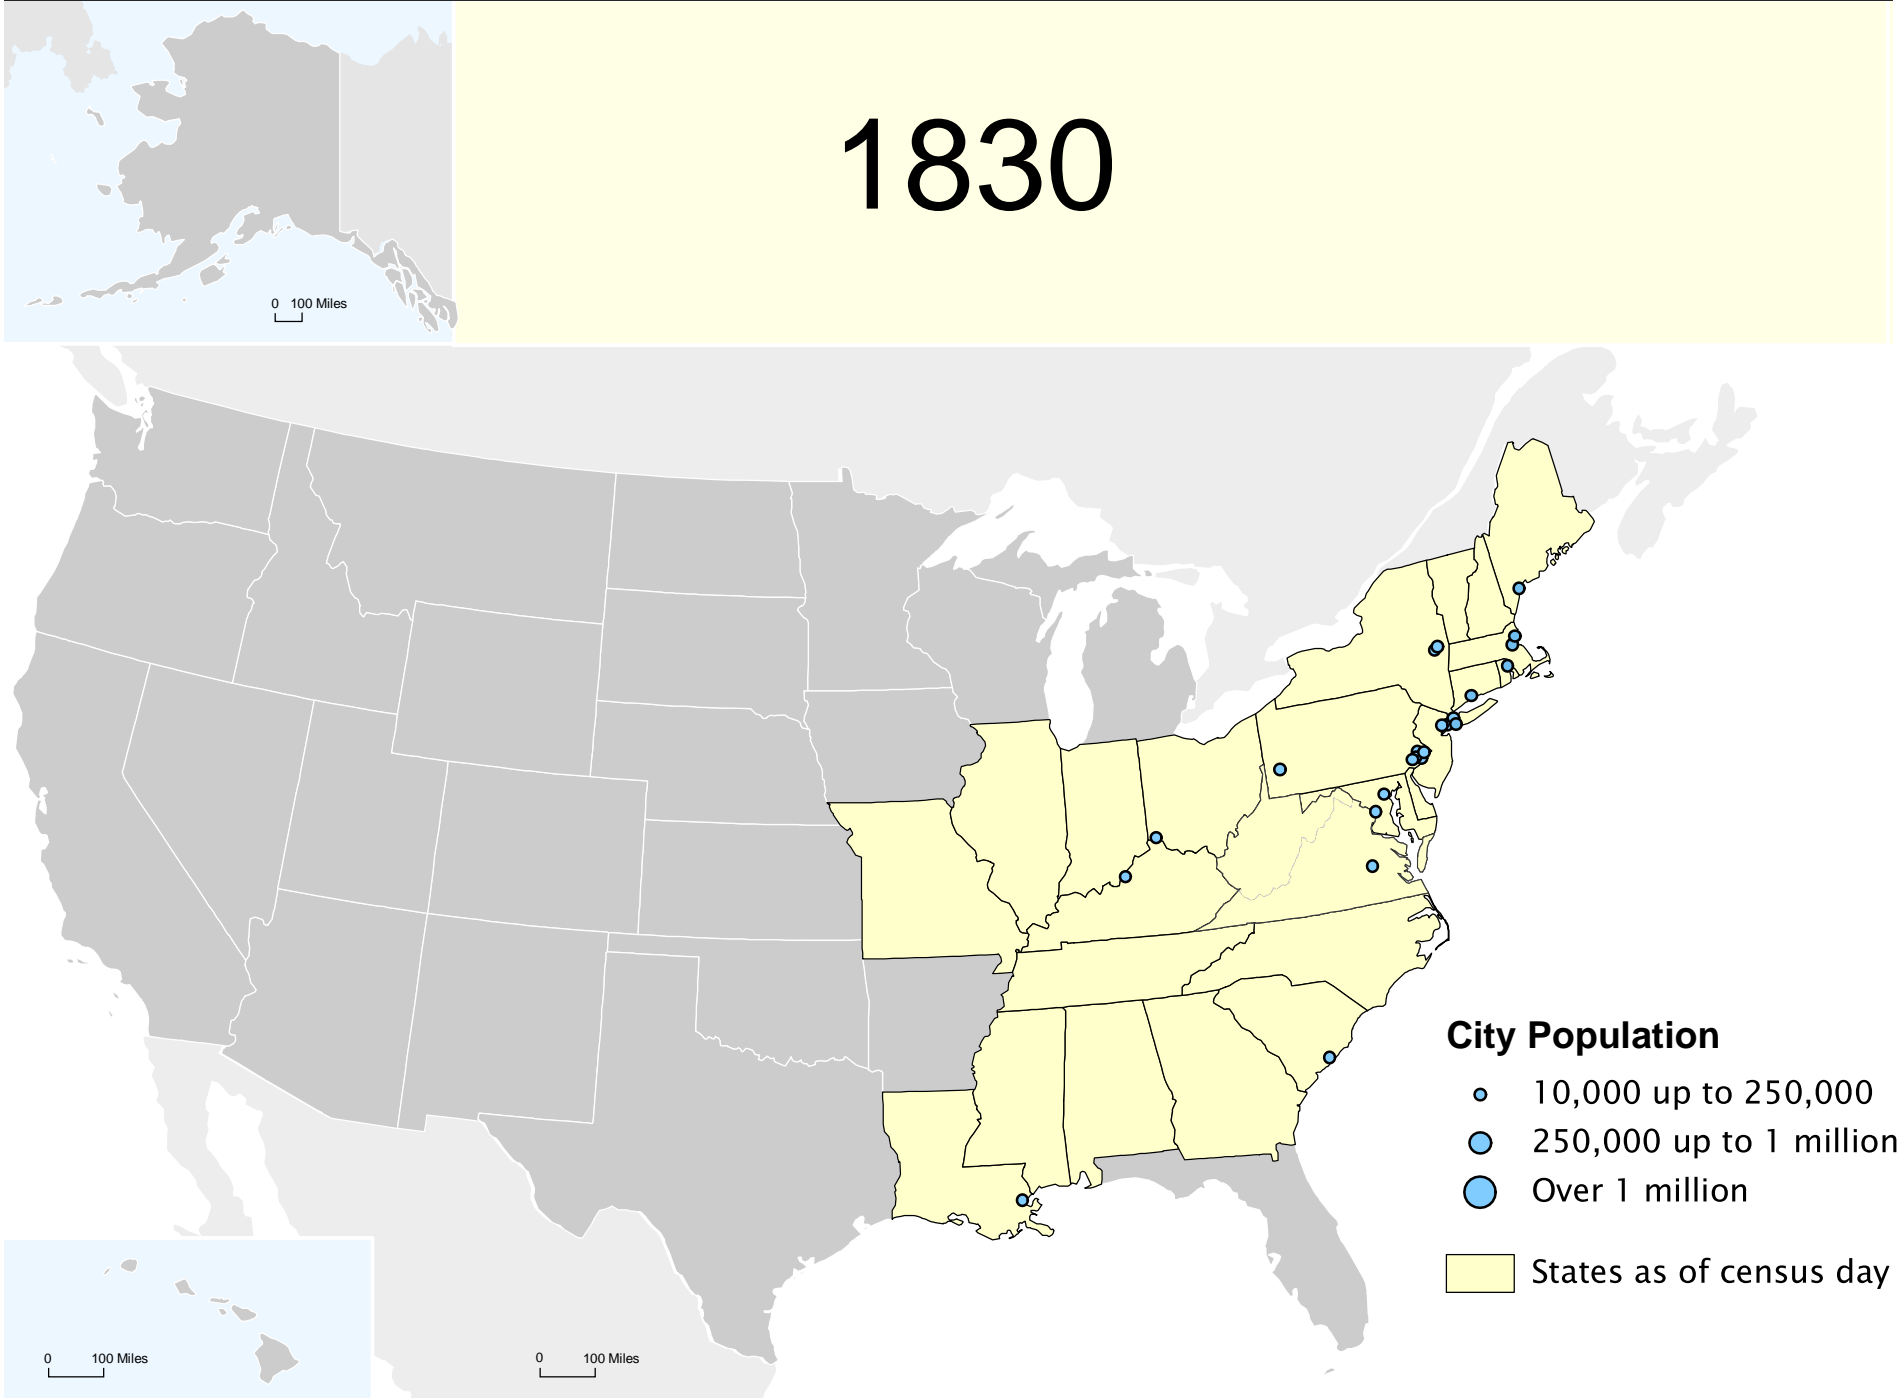 1830
0 100 Miles
City Population
10,000 up to 250,000
250,000 up to 1 million
Over 1 million
States as of census day
0 100 Miles
0 100 Miles